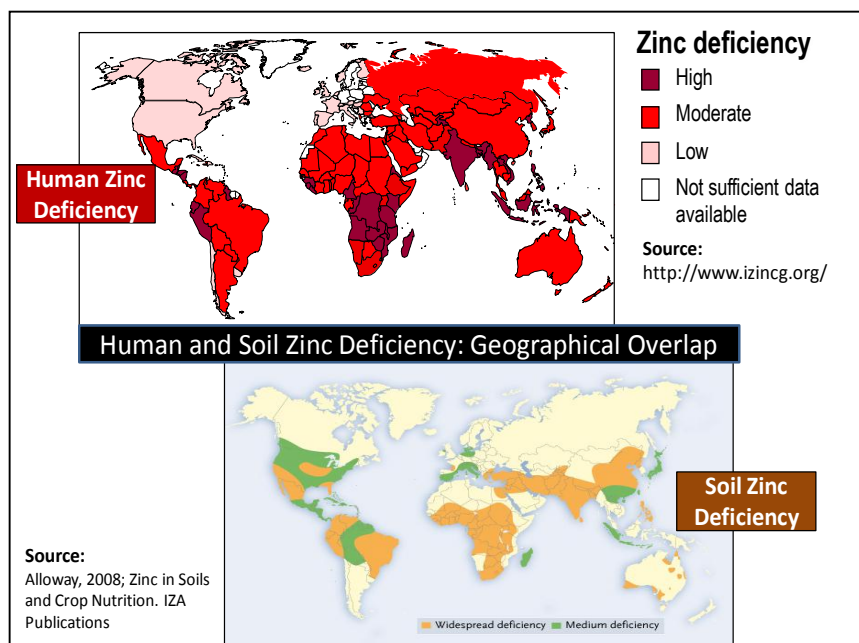 Zinc deficiency
High
Moderate
Low
Not sufficient data
available
Source:
http://www.izincg.org/
Human Zinc
Deficiency
Human and Soil Zinc Deficiency: Geographical Overlap
Soil Zinc
Deficiency
Source:
Alloway, 2008; Zinc in Soils
and Crop Nutrition. IZA
Publications
Widespread deficiency
Medium deficiency